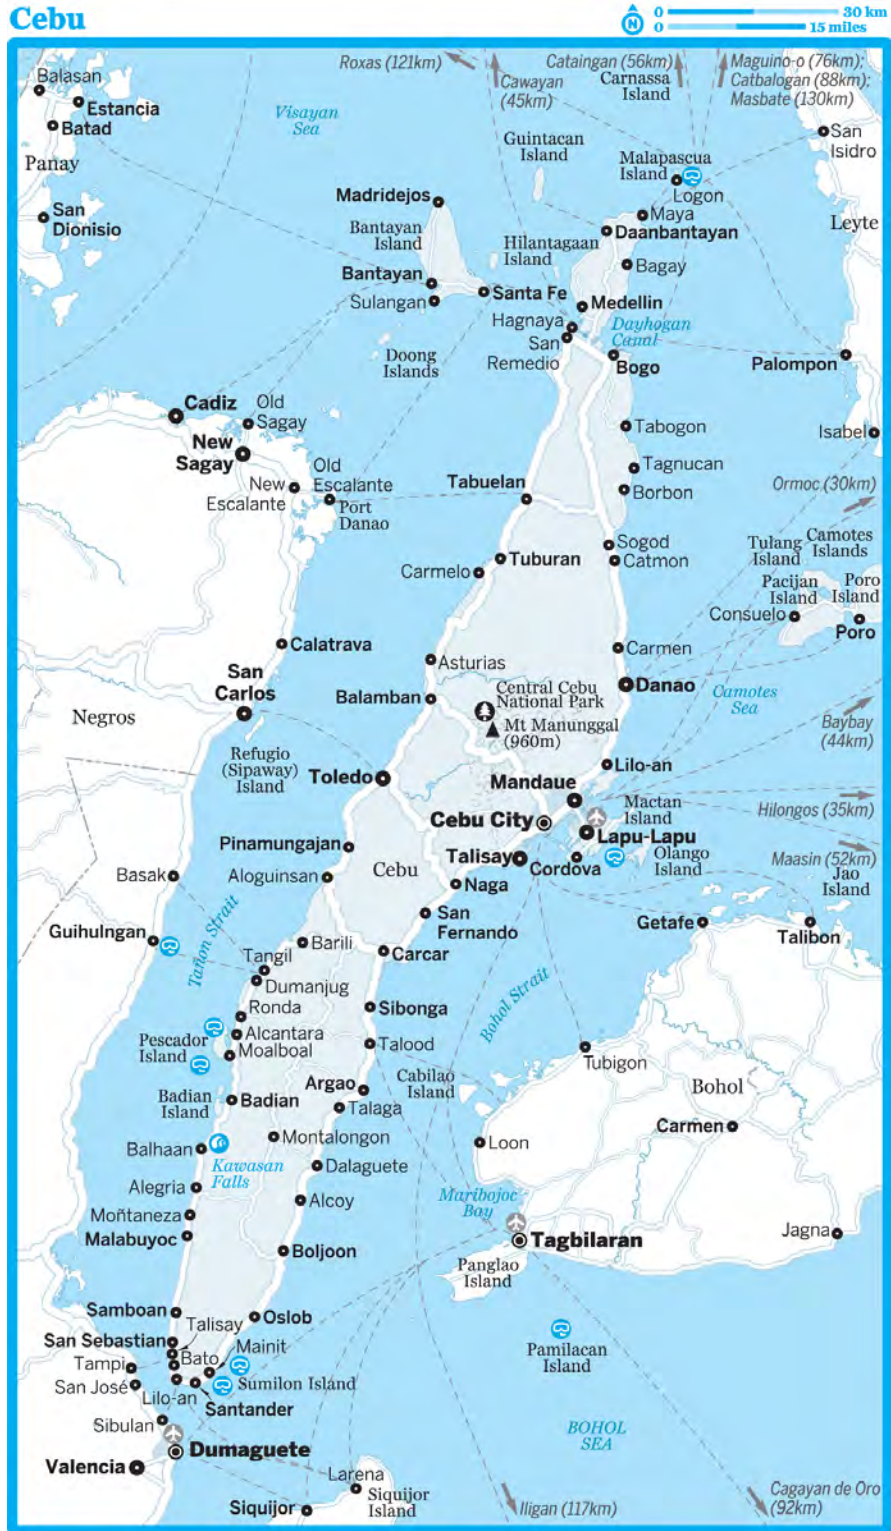 Cebu
N
0
30 km
0
15 miles
Roxas (121km)
Cawayan
(45km)
Cataingan (56km)
Carnassa
Island
Maguino-o (76km);
Catbalogan (88km);
Masbate (130km)
Balasan
Estancia
Batad
Panay
San
Dionisio
Visayan
Sea
Guintacan
Island
Malapascua
Island
Logon
San
Isidro
Leyte
Madridejos
Bantayan
Island
Maya
Daanbantayan
Hilantagaan
Island
Bagay
Bantayan
Sulangan
Santa Fe
Medellin
Hagnaya
San
Remedio
Dayhogan
Canal
Doong
Islands
Bogo
Palompon
Cadiz
Old
Sagay
New
Sagay
Tabogon
Isabel
Old
Escalante
New
Escalante
Port
Danao
Tabuelan
Tagnucan
Borbon
Ormoc (30km)
Sogod
Catmon
Tulang
Island
Camotes
Islands
Carmelo
Tuburan
Pacijan
Island
Poro
Island
Consuelo
Poro
Calatrava
Asturias
Carmen
San
Carlos
Balamban
Central Cebu
National Park
Mt Manunggal
(960m)
Danao
Camotes
Sea
Negros
Baybay
(44km)
Refugio
(Sipaway)
Island
Toledo
Lilo-an
Mandaue
Mactan
Island
Cebu City
Hilongos (35km)
Lapu-Lapu
Pinamungajan
Talisay
Cordova
Olango
Island
Maasin (52km)
Jao
Island
Basak
Aloguinsan
Cebu
Naga
Guihulngan
San
Fernando
Getafe
Talibon
Tañon Strait
Barili
Carcar
Tangil
Dumanjug
Bohol Strait
Ronda
Sibonga
Pescador
Island
Alcantara
Moalboal
Talood
Tubigon
Cabilao
Island
Bohol
Badian
Island
Badian
Argao
Talaga
Carmen
Balhaan
Montalongon
Loon
Kawasan
Falls
Dalaguete
Alegria
Alcoy
Maribojoc
Bay
Moñtaneza
Malabuyoc
Boljoon
Tagbilaran
Jagna
Panglao
Island
Samboan
Talisay
Oslob
San Sebastian
Mainit
Pamilacan
Island
Tampi
Bato
San José
Sumilon Island
Lilo-an
Santander
Sibulan
BOHOL
SEA
Dumaguete
Valencia
Larena
Siquijor
Island
Siquijor
Iligan (117km)
Cagayan de Oro
(92km)